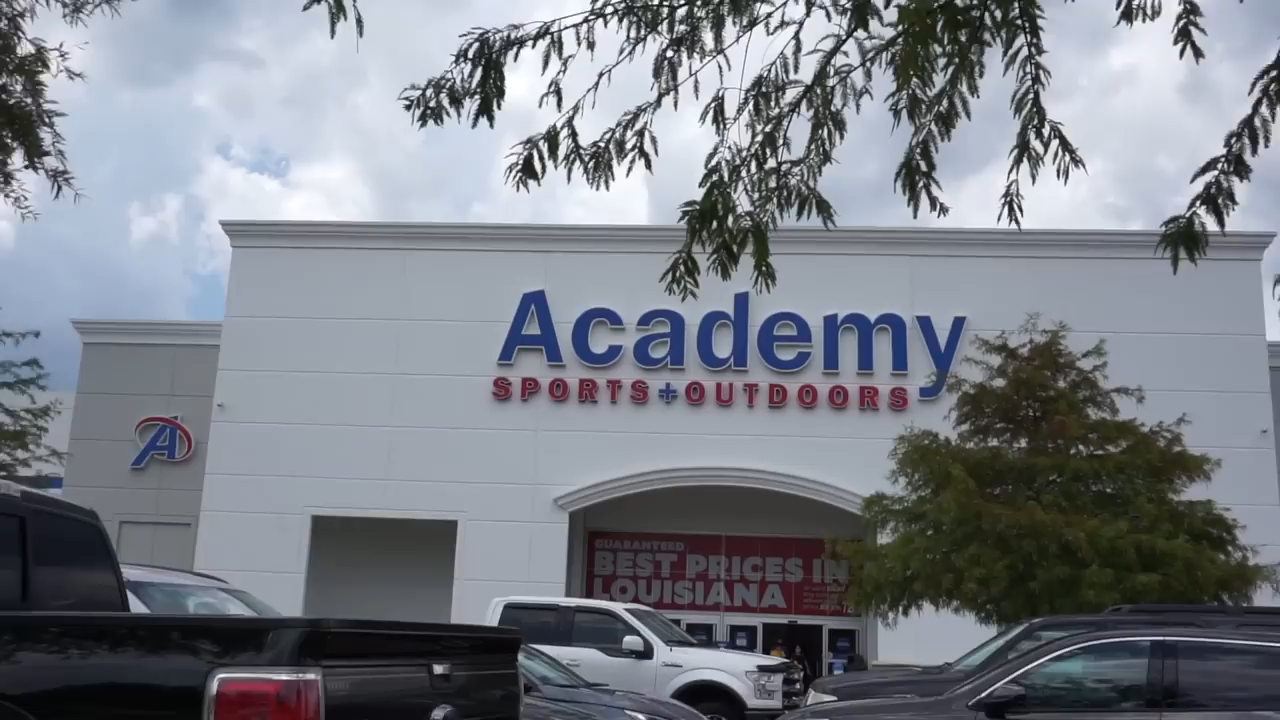 Academy
SPORTS+OUTDOORS
A
GUARANTEED
BEST PRICES IN
LOUISIANA